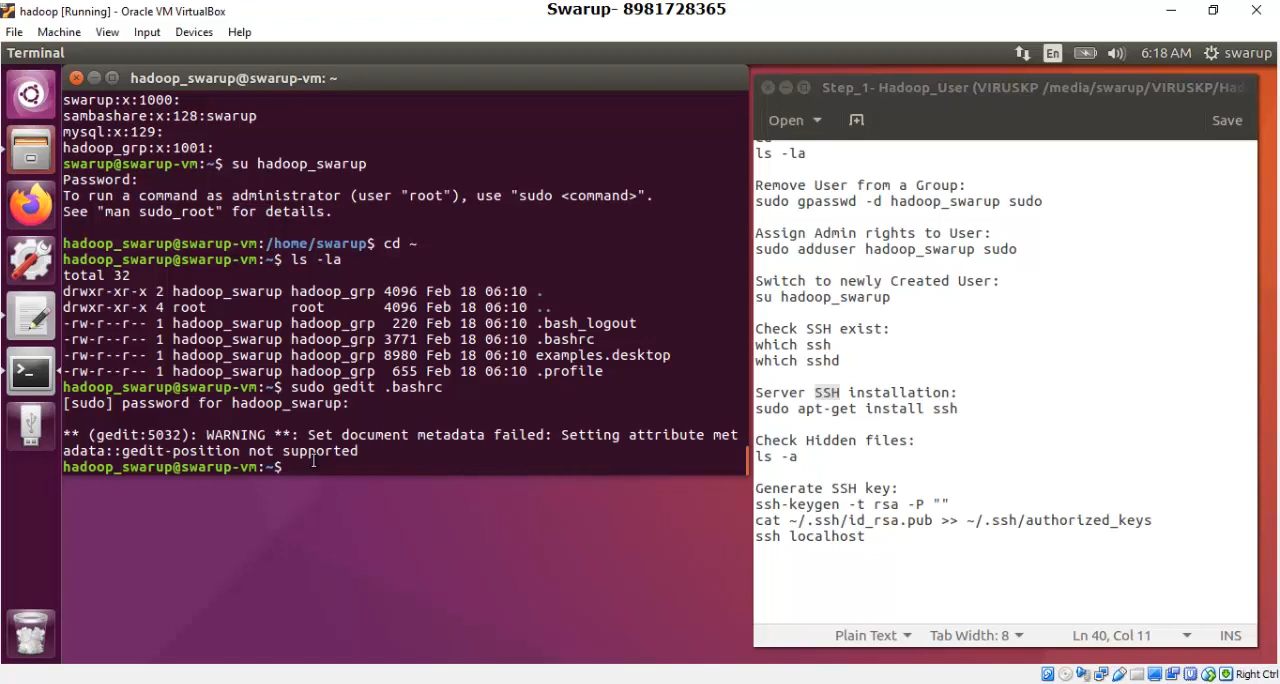 hadoop [Running] - Oracle VM VirtualBox
Swarup- 8981728365
File Machine View Input Devices Help
Terminal
En
6:18 AM
swarup
hadoop_swarup@swarup-vm: ~
swarup:x:1000:
sambashare:x:128:swarup
mysql:x:129:
hadoop_grp:x:1001:
swarup@swarup-vm:~$ su hadoop_swarup
Password:
To run a command as administrator (user "root"), use "sudo <command>".
See "man sudo_root" for details.
hadoop_swarup@swarup-vm:/home/swarup$ cd ~
hadoop_swarup@swarup-vm:~$ ls -la
total 32
drwxr-xr-x 2 hadoop_swarup hadoop_grp 4096 Feb 18 06:10 .
drwxr-xr-x 4 root          root       4096 Feb 18 06:10 ..
-rw-r--r-- 1 hadoop_swarup hadoop_grp  220 Feb 18 06:10 .bash_logout
-rw-r--r-- 1 hadoop_swarup hadoop_grp 3771 Feb 18 06:10 .bashrc
-rw-r--r-- 1 hadoop_swarup hadoop_grp 8980 Feb 18 06:10 examples.desktop
-rw-r--r-- 1 hadoop_swarup hadoop_grp  655 Feb 18 06:10 .profile
hadoop_swarup@swarup-vm:~$ sudo gedit .bashrc
[sudo] password for hadoop_swarup:
** (gedit:5032): WARNING **: Set document metadata failed: Setting attribute met
adata::gedit-position not supported
hadoop_swarup@swarup-vm:~$
Step_1- Hadoop_User (VIRUSKP /media/swarup/VIRUSKP/Had
Open
Save
ls -la
Remove User from a Group:
sudo gpasswd -d hadoop_swarup sudo
Assign Admin rights to User:
sudo adduser hadoop_swarup sudo
Switch to newly Created User:
su hadoop_swarup
Check SSH exist:
which ssh
which sshd
Server SSH installation:
sudo apt-get install ssh
Check Hidden files:
ls -a
Generate SSH key:
ssh-keygen -t rsa -P ""
cat ~/.ssh/id_rsa.pub >> ~/.ssh/authorized_keys
ssh localhost
Plain Text Tab Width: 8 Ln 40, Col 11 INS
Right Ctrl